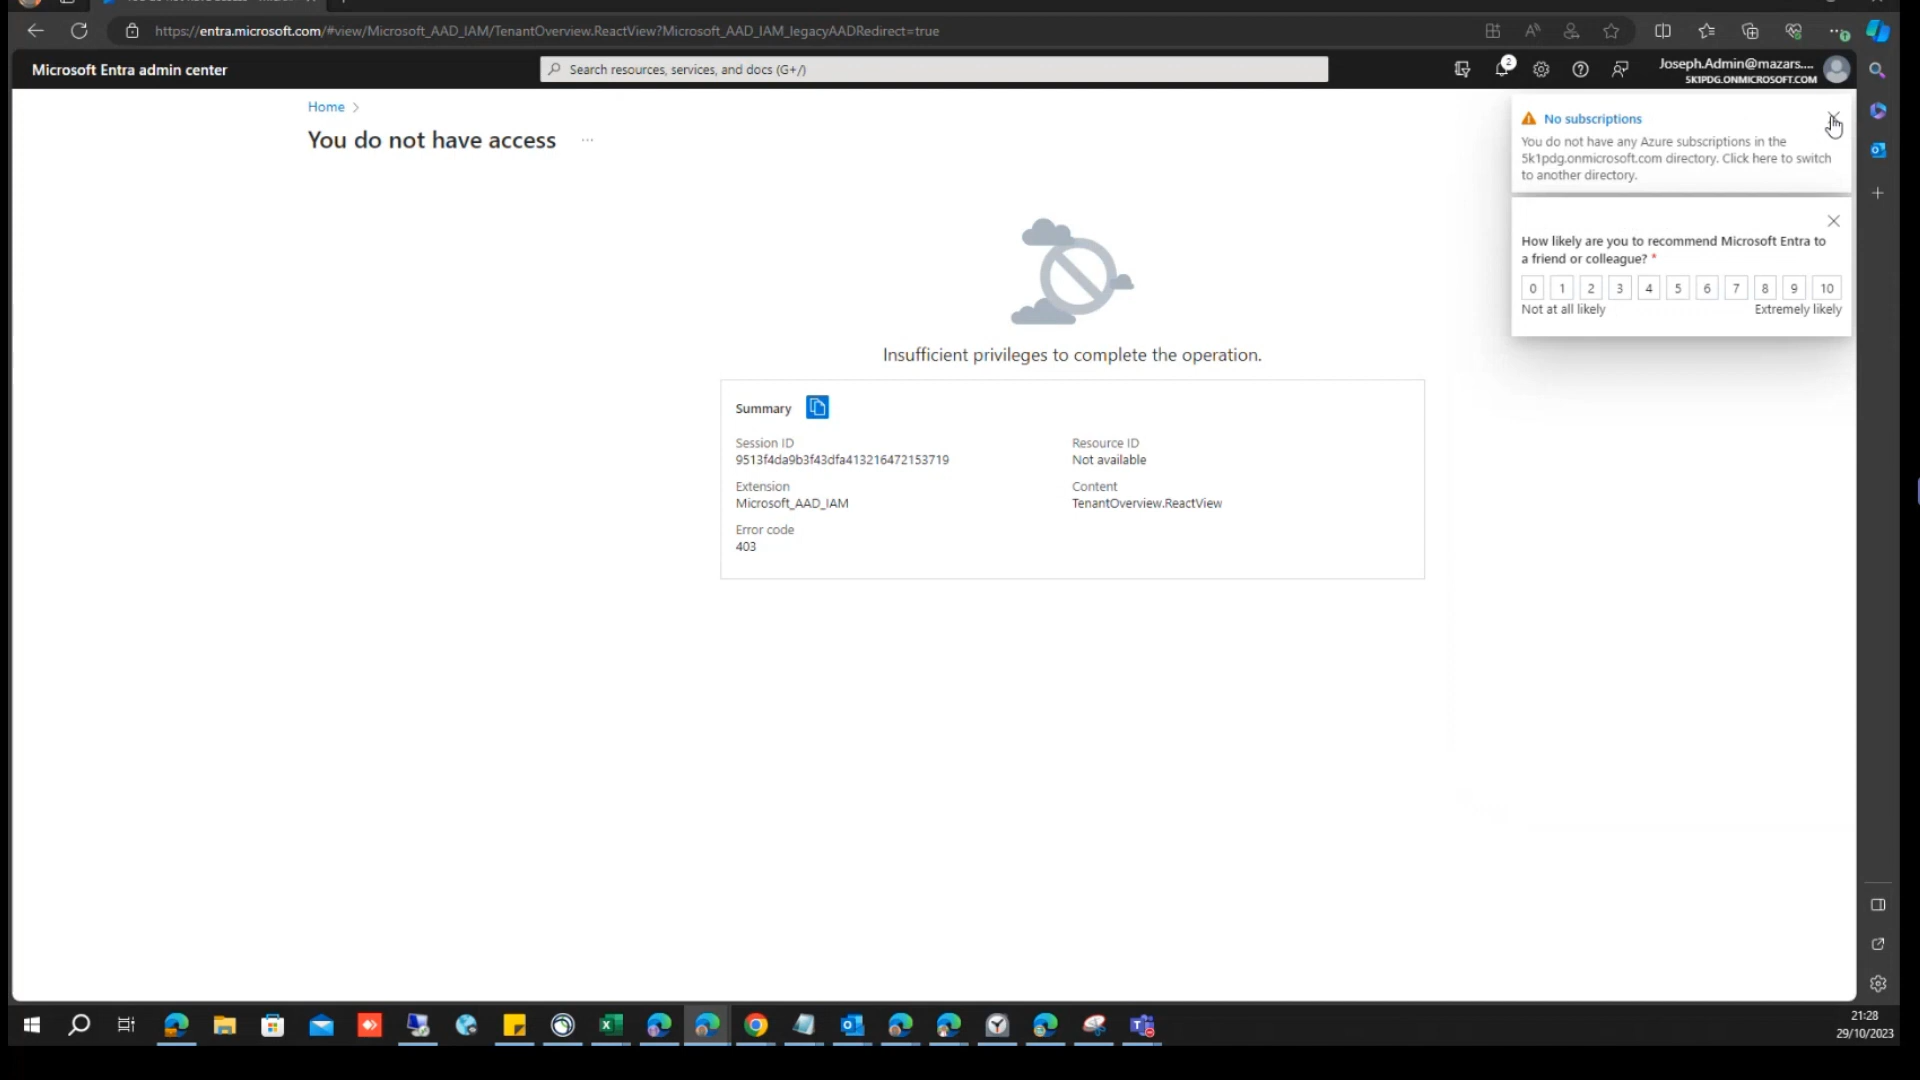 https://entra.microsoft.com/#view/Microsoft_AAD_IAM/TenantOverview.ReactView?Microsoft_AAD_IAM_legacyAADRedirect=true
Microsoft Entra admin center
Search resources, services, and docs (G+/)
2
Joseph.Admin@mazars....
5K1PDG.ONMICROSOFT.COM
Home
You do not have access
...
No subscriptions
You do not have any Azure subscriptions in the
5k1pdg.onmicrosoft.com directory. Click here to switch
to another directory.
How likely are you to recommend Microsoft Entra to
a friend or colleague? *
0 1 2 3 4 5 6 7 8 9 10
Not at all likely Extremely likely
Insufficient privileges to complete the operation.
Summary
Session ID
9513f4da9b3f43dfa413216472153719
Resource ID
Not available
Extension
Microsoft_AAD_IAM
Content
TenantOverview.ReactView
Error code
403
21:28
29/10/2023